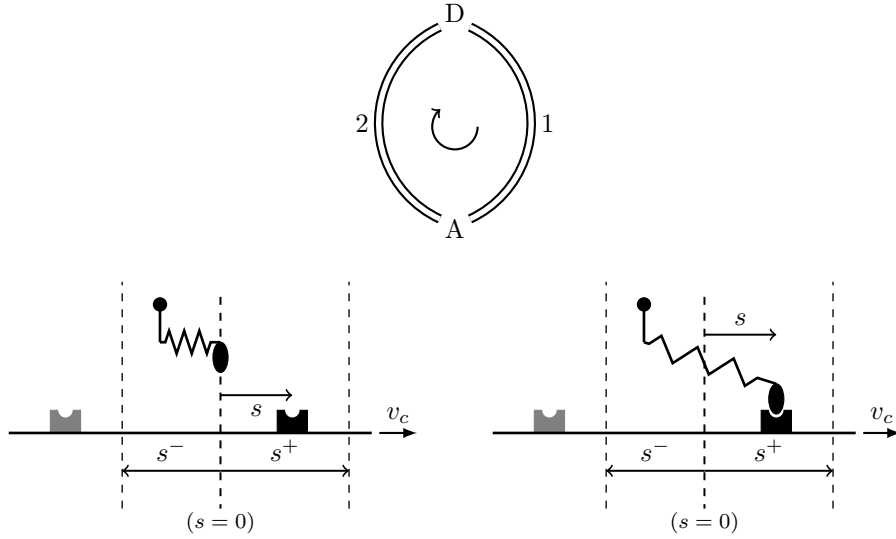 D
2 1
A
s s
v_c v_c
s^- s^+ s^- s^+
(s = 0) (s = 0)